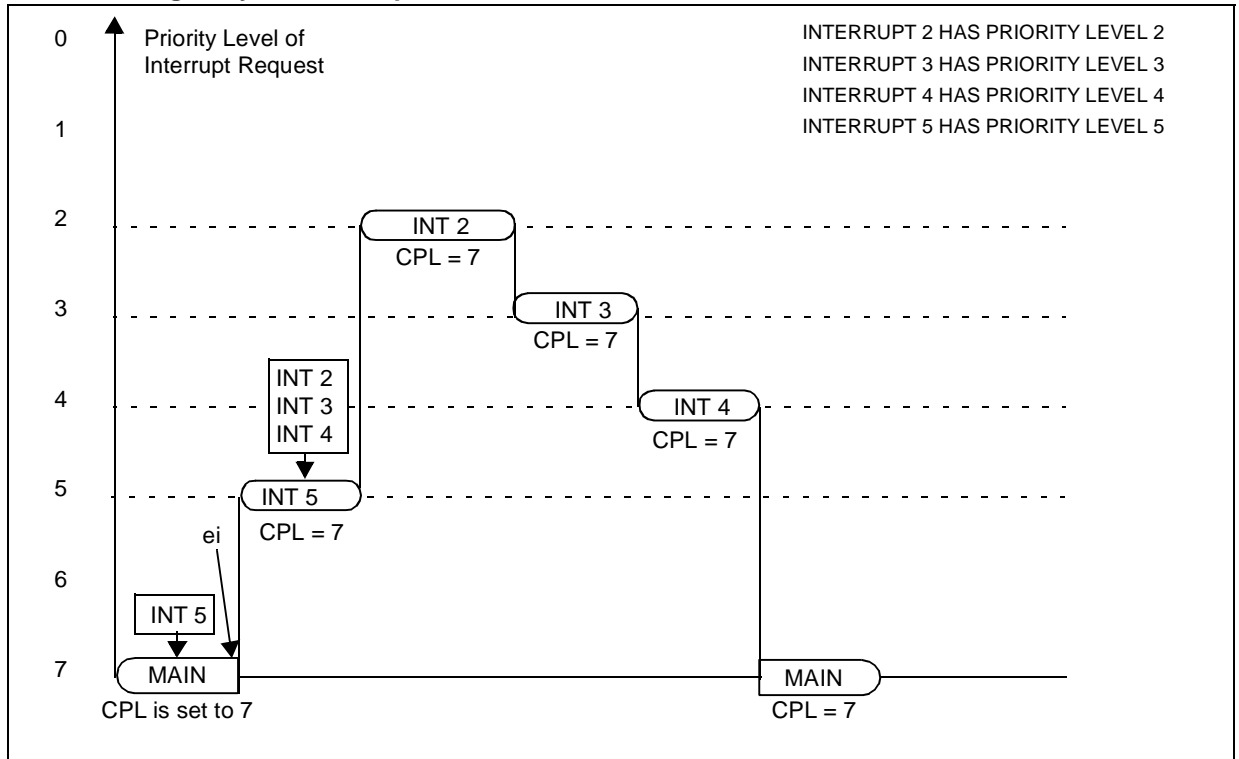 0
Priority Level of
Interrupt Request
INTERRUPT 2 HAS PRIORITY LEVEL 2
INTERRUPT 3 HAS PRIORITY LEVEL 3
INTERRUPT 4 HAS PRIORITY LEVEL 4
INTERRUPT 5 HAS PRIORITY LEVEL 5
1
2
INT 2
CPL = 7
3
INT 3
CPL = 7
INT 2
INT 3
INT 4
4
INT 4
CPL = 7
5
INT 5
CPL = 7
ei
6
INT 5
7
MAIN
CPL is set to 7
MAIN
CPL = 7